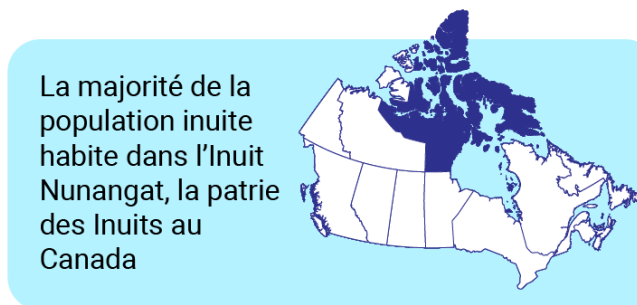 La majorité de la
population inuite
habite dans l’Inuit
Nunangat, la patrie
des Inuits au
Canada